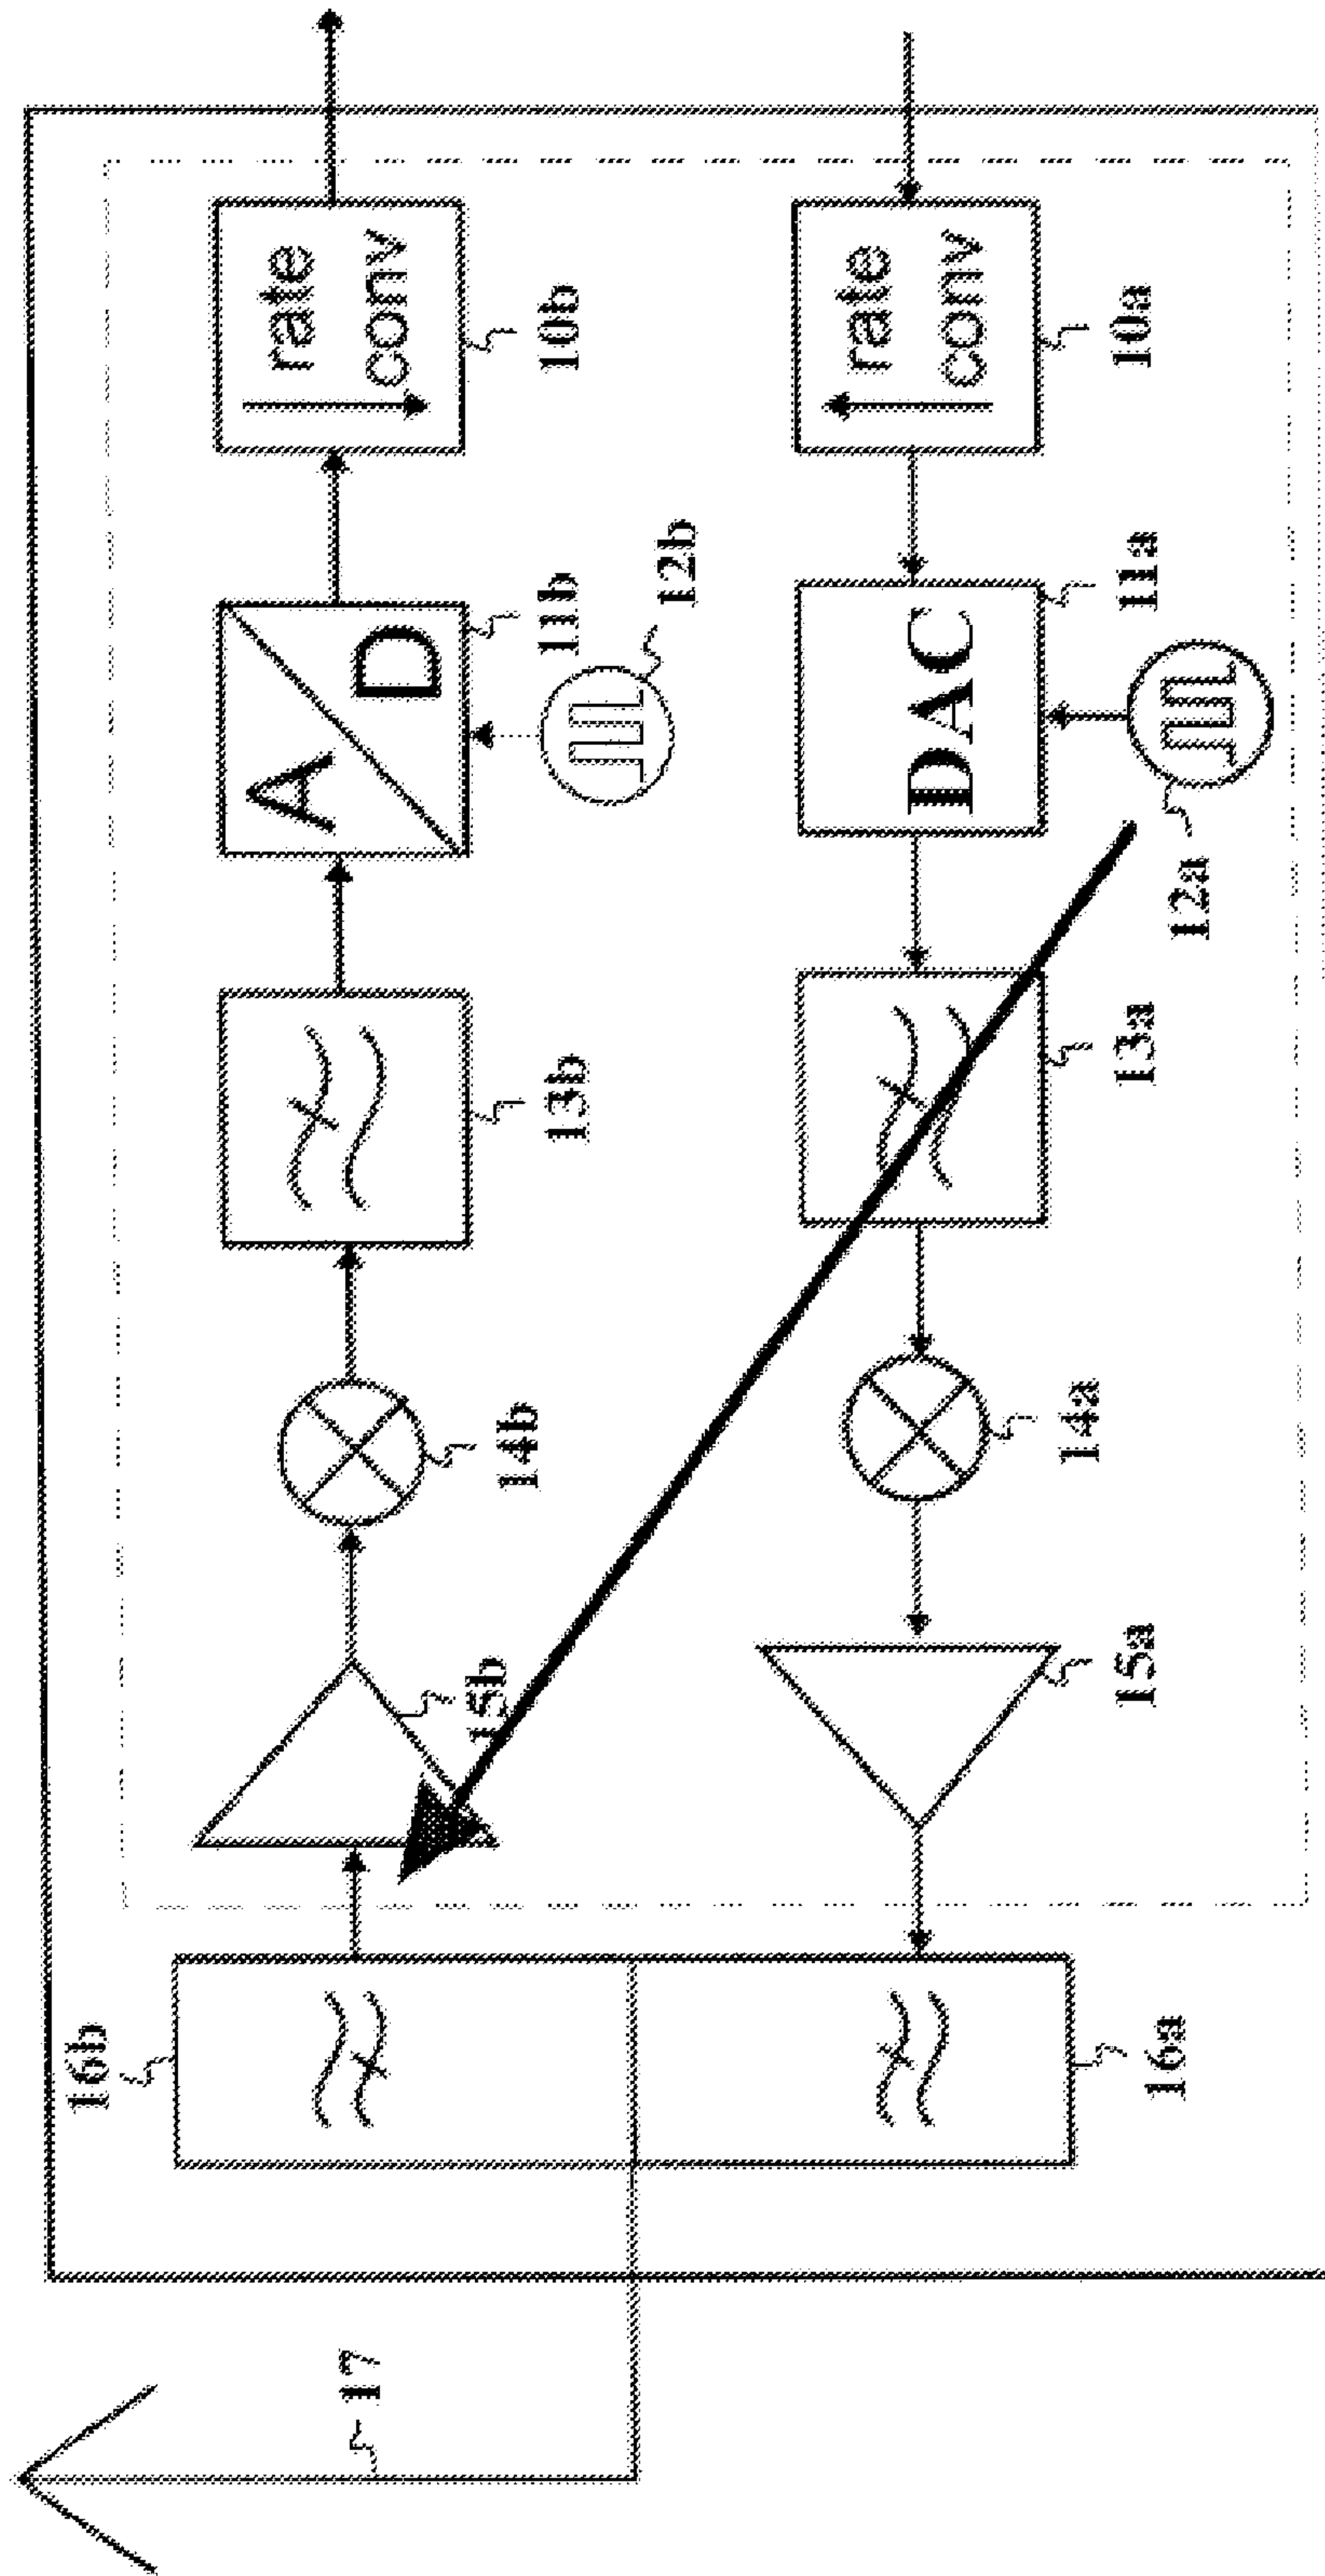 17
16b
16a
15b
15a
14b
14a
13b
13a
A
D
11b
12b
DAC
11a
12a
rate
conv
10b
rate
conv
10a